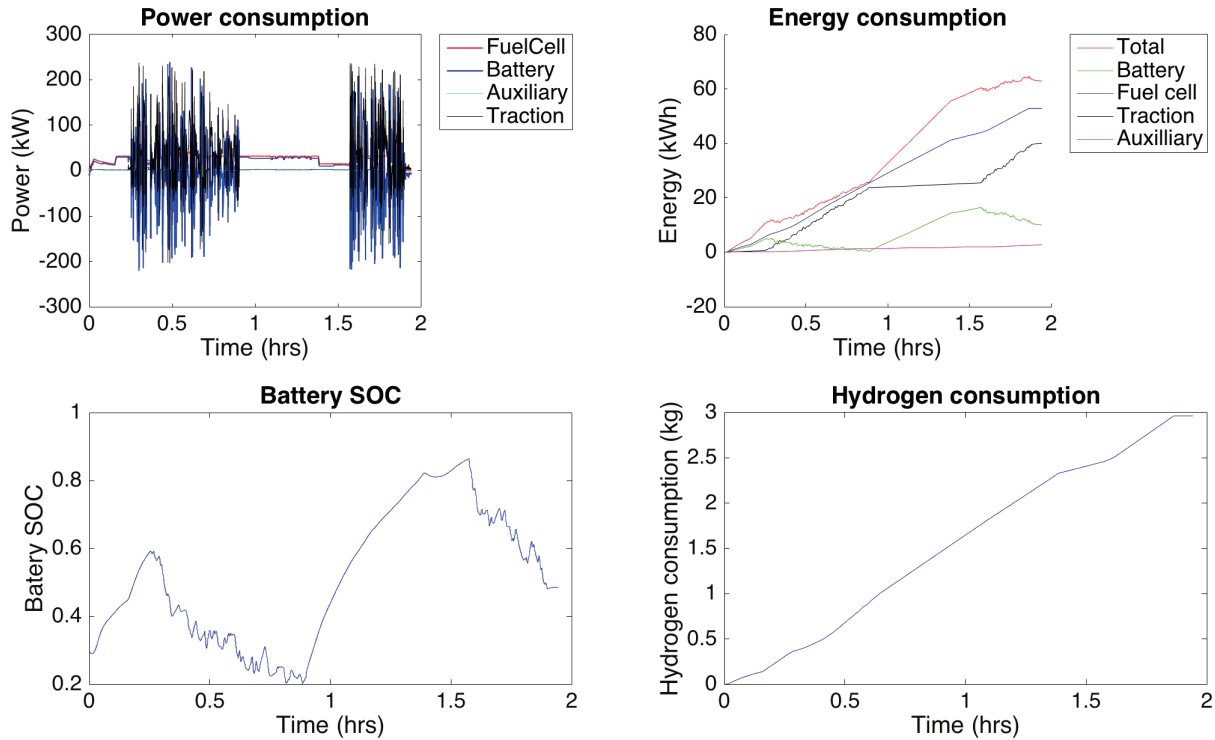 Power consumption
300
200
100
0
-100
-200
-300
Power (kW)
0 0.5 1 1.5 2
Time (hrs)
FuelCell
Battery
Auxiliary
Traction
Energy consumption
80
60
40
20
0
-20
Energy (kWh)
0 0.5 1 1.5 2
Time (hrs)
Total
Battery
Fuel cell
Traction
Auxilliary
Battery SOC
1
0.8
0.6
0.4
0.2
Batery SOC
0 0.5 1 1.5 2
Time (hrs)
Hydrogen consumption
3
2.5
2
1.5
1
0.5
0
Hydrogen consumption (kg)
0 0.5 1 1.5 2
Time (hrs)